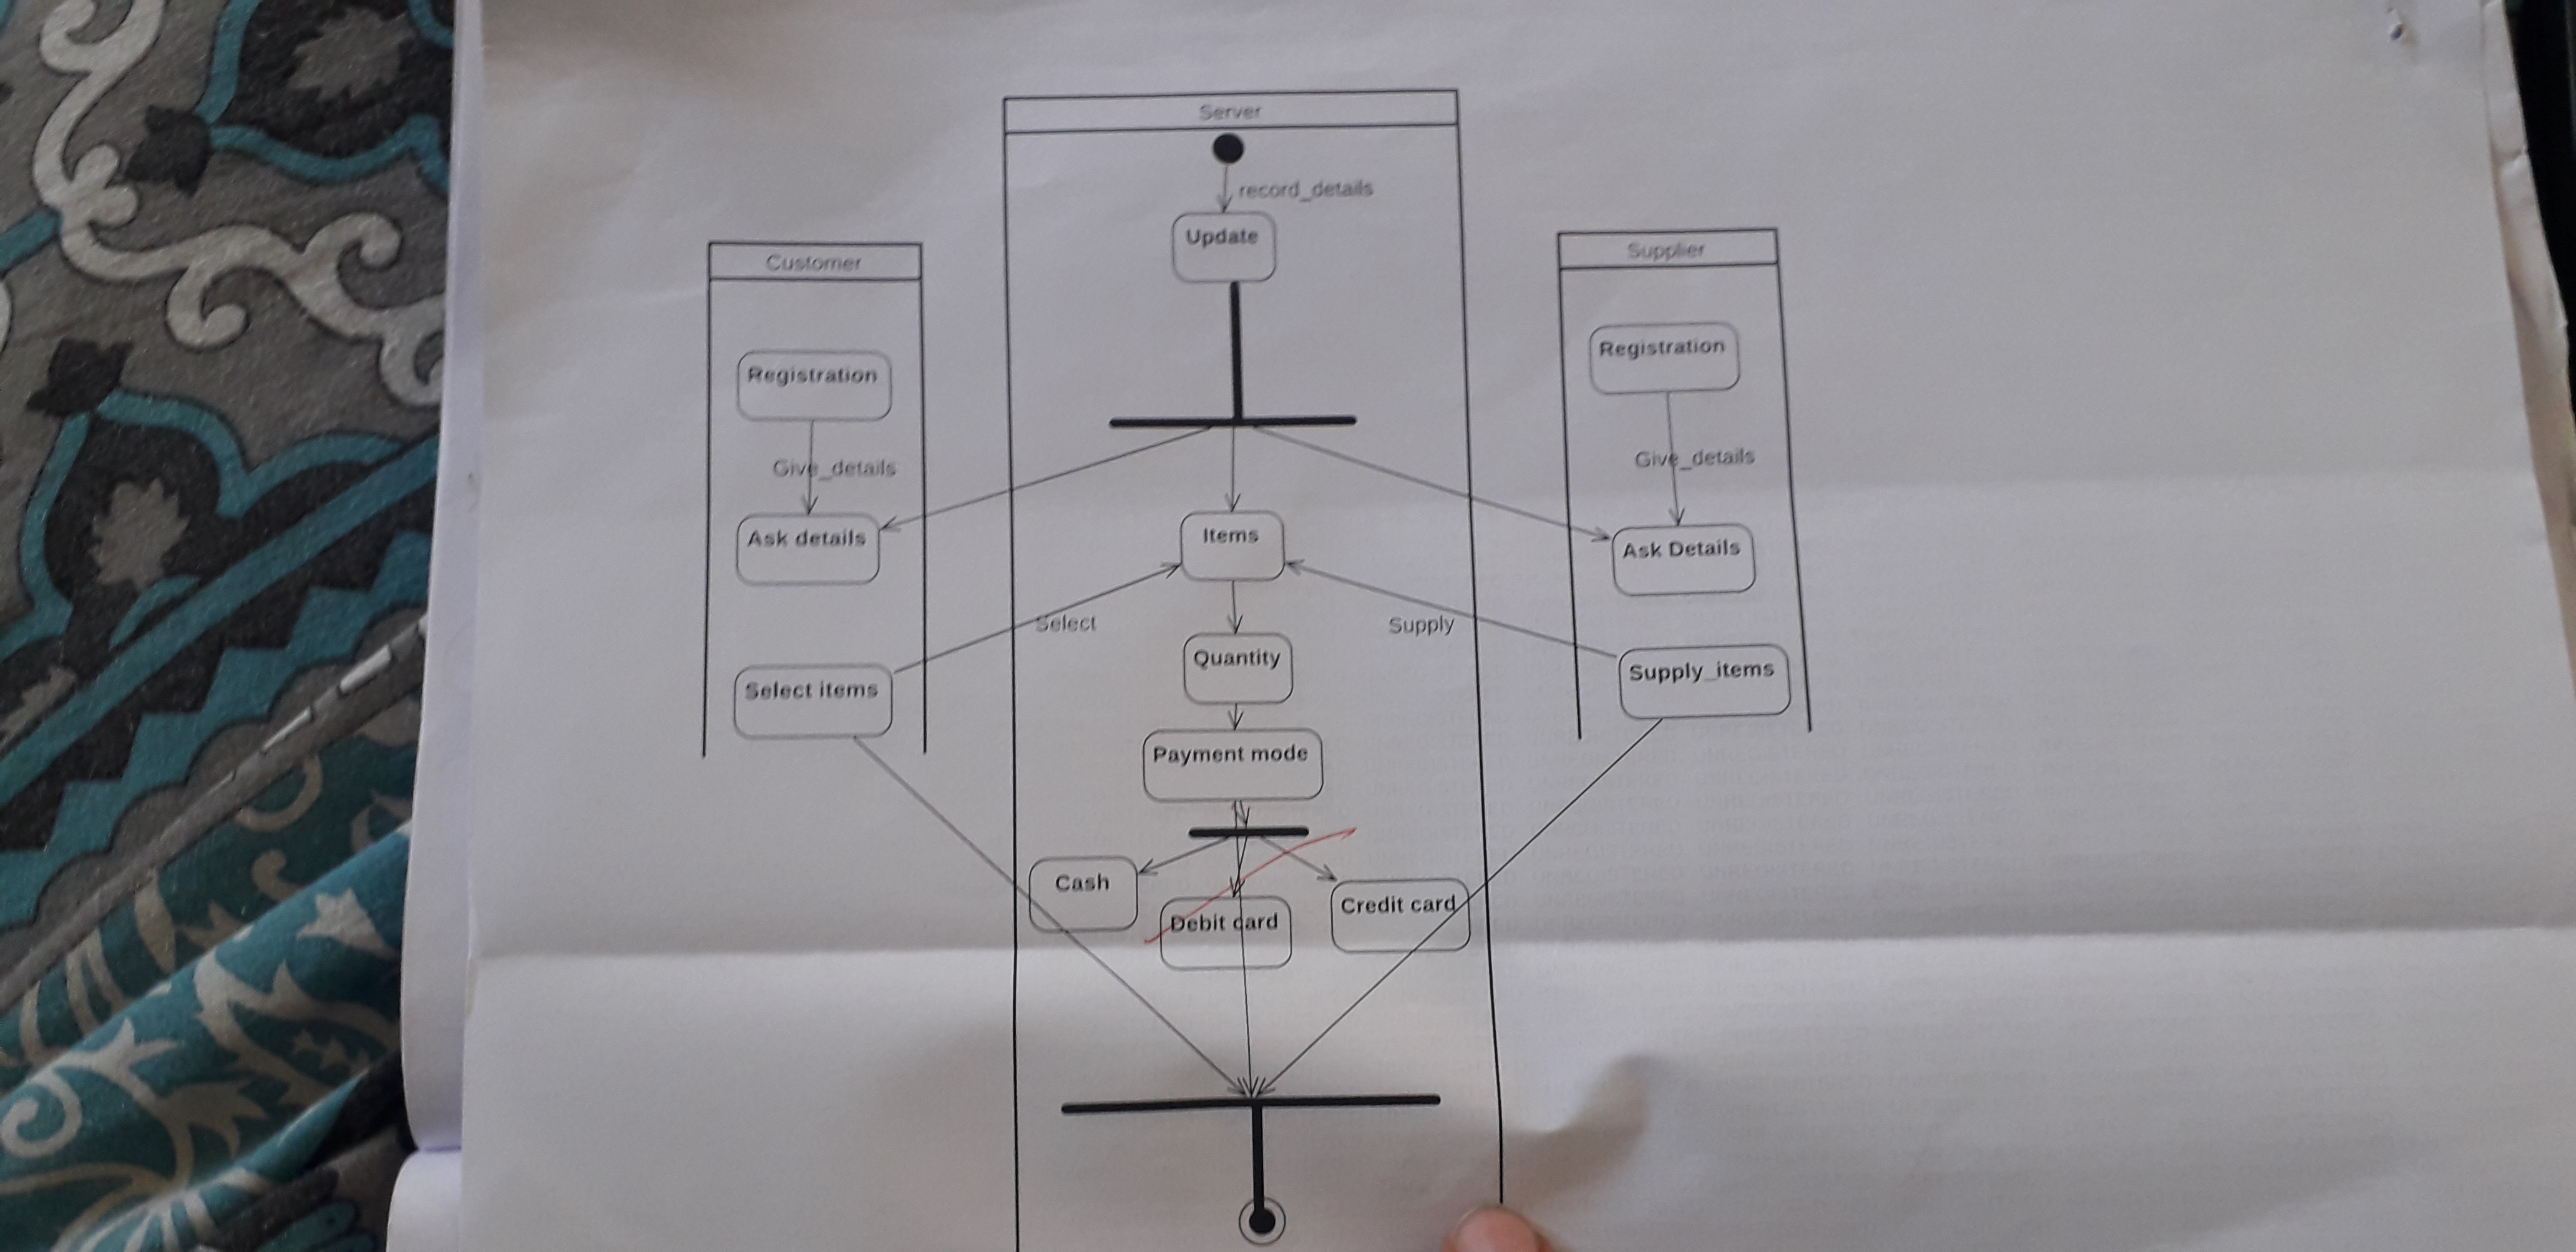 Server
record_details
Update
Customer
Registration
Give_details
Ask details
Select items
Select
Items
Quantity
Payment mode
Cash
Debit card
Credit card
Supply
Supplier
Registration
Give_details
Ask Details
Supply_items